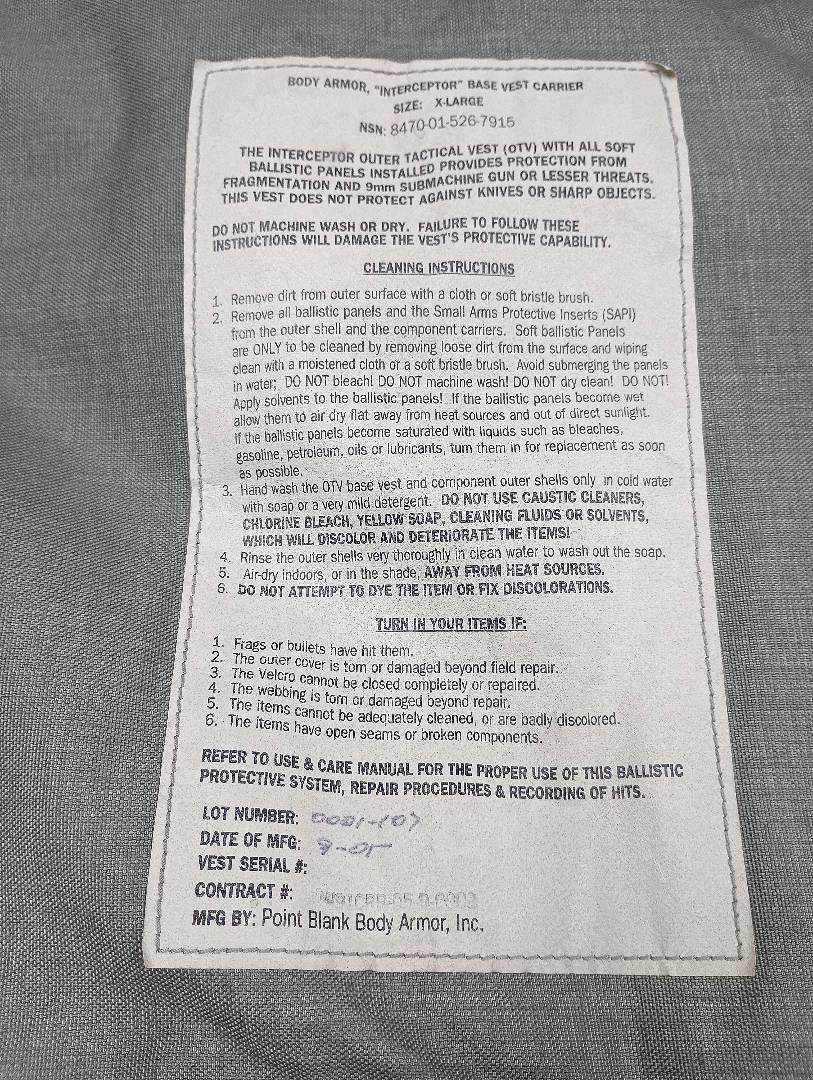 BODY ARMOR, "INTERCEPTOR" BASE VEST CARRIER
SIZE: X-LARGE
NSN: 8470-01-526-7915
THE INTERCEPTOR OUTER TACTICAL VEST (OTV) WITH ALL SOFT
BALLISTIC PANELS INSTALLED PROVIDES PROTECTION FROM
FRAGMENTATION AND 9mm SUBMACHINE GUN OR LESSER THREATS.
THIS VEST DOES NOT PROTECT AGAINST KNIVES OR SHARP OBJECTS.
DO NOT MACHINE WASH OR DRY. FAILURE TO FOLLOW THESE
INSTRUCTIONS WILL DAMAGE THE VEST'S PROTECTIVE CAPABILITY.
CLEANING INSTRUCTIONS
1. Remove dirt from outer surface with a cloth or soft bristle brush.
2. Remove all ballistic panels and the Small Arms Protective Inserts (SAPI)
from the outer shell and the component carriers. Soft ballistic Panels
are ONLY to be cleaned by removing loose dirt from the surface and wiping
clean with a moistened cloth or a soft bristle brush. Avoid submerging the panels
in water; DO NOT bleach! DO NOT machine wash! DO NOT dry clean! DO NOT!
Apply solvents to the ballistic panels! If the ballistic panels become wet
allow them to air dry flat away from heat sources and out of direct sunlight.
If the ballistic panels become saturated with liquids such as bleaches,
gasoline, petroleum, oils or lubricants, turn them in for replacement as soon
as possible.
3. Hand wash the OTV base vest and component outer shells only in cold water
with soap or a very mild detergent. DO NOT USE CAUSTIC CLEANERS,
CHLORINE BLEACH, YELLOW SOAP, CLEANING FLUIDS OR SOLVENTS,
WHICH WILL DISCOLOR AND DETERIORATE THE ITEMS!
4. Rinse the outer shells very thoroughly in clean water to wash out the soap.
5. Air-dry indoors, or in the shade, AWAY FROM HEAT SOURCES.
6. DO NOT ATTEMPT TO DYE THE ITEM OR FIX DISCOLORATIONS.
TURN IN YOUR ITEMS IF:
1. Frags or bullets have hit them.
2. The outer cover is torn or damaged beyond field repair.
3. The Velcro cannot be closed completely or repaired.
4. The webbing is torn or damaged beyond repair.
5. The items cannot be adequately cleaned, or are badly discolored.
6. The items have open seams or broken components.
REFER TO USE & CARE MANUAL FOR THE PROPER USE OF THIS BALLISTIC
PROTECTIVE SYSTEM, REPAIR PROCEDURES & RECORDING OF HITS.
LOT NUMBER:
DATE OF MFG: 9-05
VEST SERIAL #:
CONTRACT #:
MFG BY: Point Blank Body Armor, Inc.